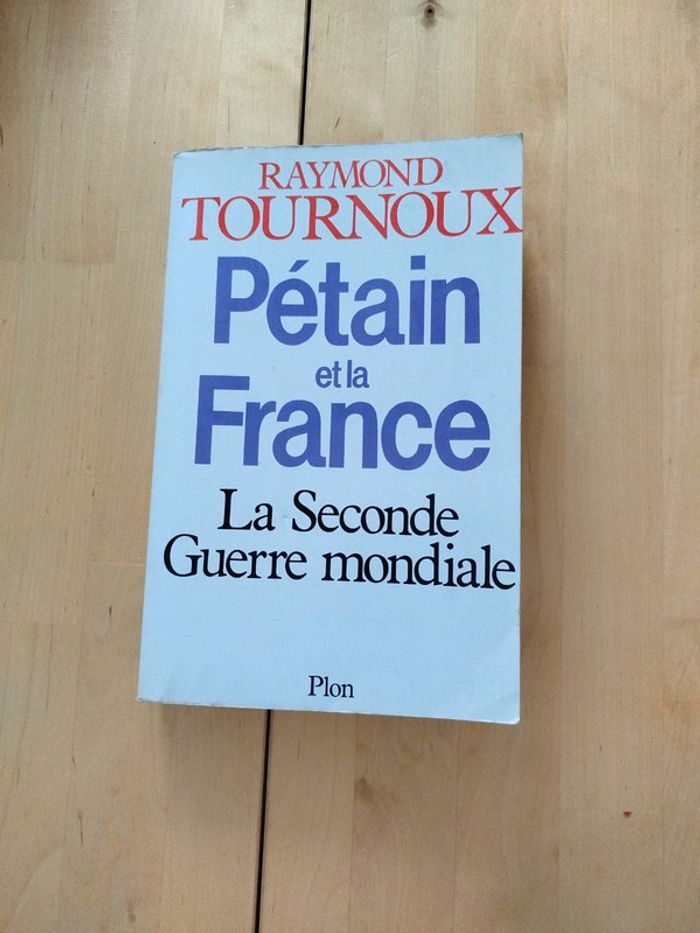 RAYMOND
TOURNOUX
Pétain
et la
France
La Seconde
Guerre mondiale
Plon